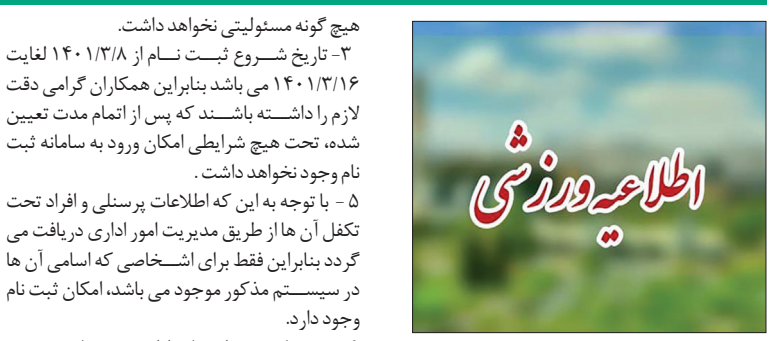 اطلاعیه ورزشی
هیچ گونه مسئولیتی نخواهد داشت.
۳- تاریخ شروع ثبت نام از ۱۴۰۱/۳/۸ لغایت
۱۴۰۱/۳/۱۶ می باشد بنابراین همکاران گرامی دقت
لازم را داشته باشند که پس از اتمام مدت تعیین
شده، تحت هیچ شرایطی امکان ورود به سامانه ثبت
نام وجود نخواهد داشت .
۵ - با توجه به این که اطلاعات پرسنلی و افراد تحت
تکفل آن ها از طریق مدیریت امور اداری دریافت می
گردد بنابراین فقط برای اشخاصی که اسامی آن ها
در سیستم مذکور موجود می باشد، امکان ثبت نام
وجود دارد.